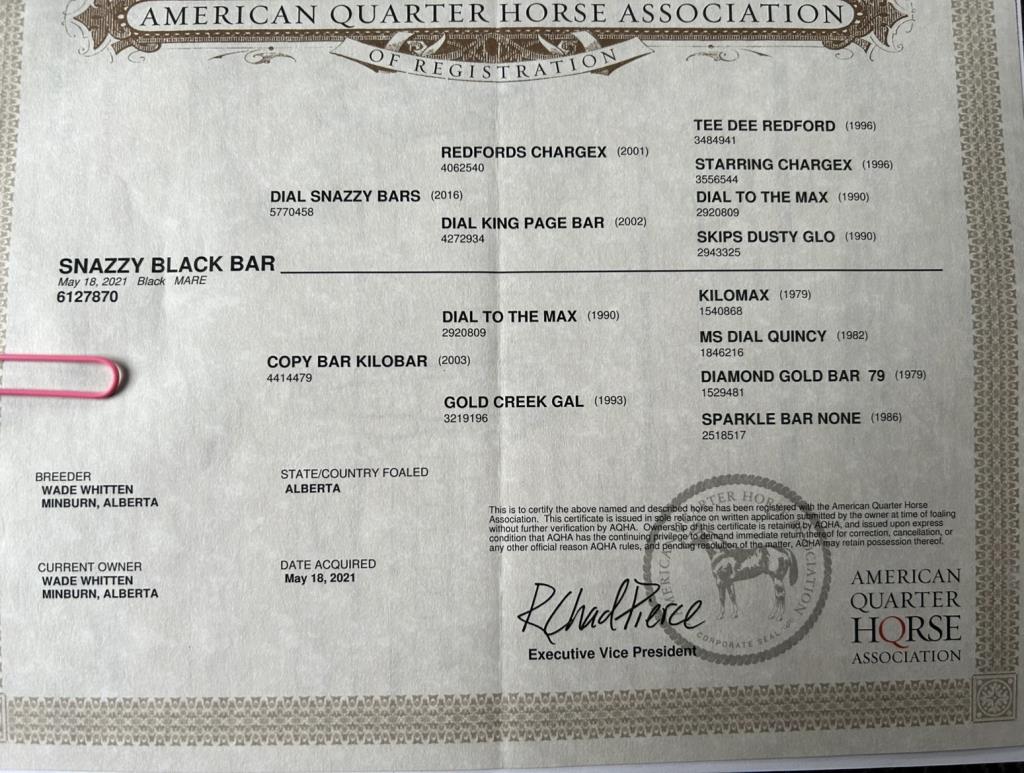 AMERICAN QUARTER HORSE ASSOCIATION
OF REGISTRATION
TEE DEE REDFORD (1996)
3484941
REDFORDS CHARGEX (2001)
4062540
STARRING CHARGEX (1996)
3556544
DIAL SNAZZY BARS (2016)
5770458
DIAL TO THE MAX (1990)
2920809
DIAL KING PAGE BAR (2002)
4272934
SKIPS DUSTY GLO (1990)
2943325
SNAZZY BLACK BAR
May 18, 2021 Black MARE
6127870
KILOMAX (1979)
1540868
DIAL TO THE MAX (1990)
2920809
MS DIAL QUINCY (1982)
1846216
COPY BAR KILOBAR (2003)
4414479
DIAMOND GOLD BAR 79 (1979)
1529481
GOLD CREEK GAL (1993)
3219196
SPARKLE BAR NONE (1986)
2518517
BREEDER
WADE WHITTEN
MINBURN, ALBERTA
STATE/COUNTRY FOALED
ALBERTA
CURRENT OWNER
WADE WHITTEN
MINBURN, ALBERTA
DATE ACQUIRED
May 18, 2021
This is to certify the above named and described horse has been registered with the American Quarter Horse
Association. This certificate is issued in sole reliance on written application submitted by the owner at time of foaling
without further verification by AQHA. Ownership of this certificate is retained by AQHA, and issued upon express
condition that AQHA has the continuing privilege to demand immediate return thereof for correction, cancellation, or
any other official reason AQHA rules, and pending resolution of the matter, AQHA may retain possession thereof.
R Chad Pierce
Executive Vice President
AMERICAN QUARTER HORSE ASSOCIATION
CORPORATE SEAL
AMERICAN
QUARTER
HORSE
ASSOCIATION